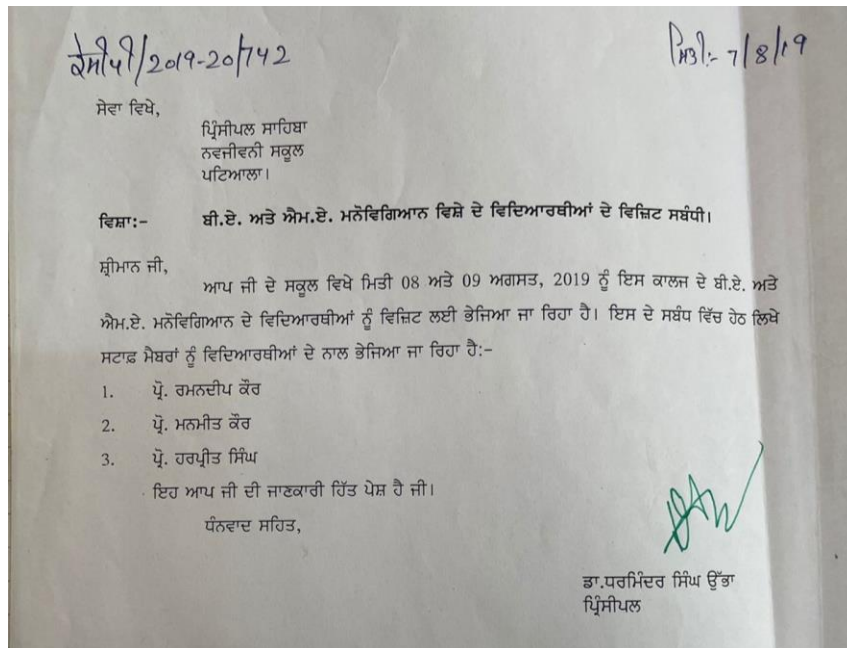 ਕੇਸੀਪੀ/2019-20/742
ਮਿਤੀ:- 7/8/19
ਸੇਵਾ ਵਿਖੇ,
ਪ੍ਰਿੰਸੀਪਲ ਸਾਹਿਬਾ
ਨਵਜੀਵਨੀ ਸਕੂਲ
ਪਟਿਆਲਾ।
ਵਿਸ਼ਾ:- ਬੀ.ਏ. ਅਤੇ ਐਮ.ਏ. ਮਨੋਵਿਗਿਆਨ ਵਿਸ਼ੇ ਦੇ ਵਿਦਿਆਰਥੀਆਂ ਦੇ ਵਿਜ਼ਿਟ ਸਬੰਧੀ।
ਸ਼੍ਰੀਮਾਨ ਜੀ,
ਆਪ ਜੀ ਦੇ ਸਕੂਲ ਵਿਖੇ ਮਿਤੀ 08 ਅਤੇ 09 ਅਗਸਤ, 2019 ਨੂੰ ਇਸ ਕਾਲਜ ਦੇ ਬੀ.ਏ. ਅਤੇ
ਐਮ.ਏ. ਮਨੋਵਿਗਿਆਨ ਦੇ ਵਿਦਿਆਰਥੀਆਂ ਨੂੰ ਵਿਜ਼ਿਟ ਲਈ ਭੇਜਿਆ ਜਾ ਰਿਹਾ ਹੈ। ਇਸ ਦੇ ਸਬੰਧ ਵਿੱਚ ਹੇਠ ਲਿਖੇ
ਸਟਾਫ਼ ਮੈਂਬਰਾਂ ਨੂੰ ਵਿਦਿਆਰਥੀਆਂ ਦੇ ਨਾਲ ਭੇਜਿਆ ਜਾ ਰਿਹਾ ਹੈ:-
1. ਪ੍ਰੋ. ਰਮਨਦੀਪ ਕੌਰ
2. ਪ੍ਰੋ. ਮਨਮੀਤ ਕੌਰ
3. ਪ੍ਰੋ. ਹਰਪ੍ਰੀਤ ਸਿੰਘ
ਇਹ ਆਪ ਜੀ ਦੀ ਜਾਣਕਾਰੀ ਹਿੱਤ ਪੇਸ਼ ਹੈ ਜੀ।
ਧੰਨਵਾਦ ਸਹਿਤ,
ਡਾ.ਧਰਮਿੰਦਰ ਸਿੰਘ ਉੱਭਾ
ਪ੍ਰਿੰਸੀਪਲ